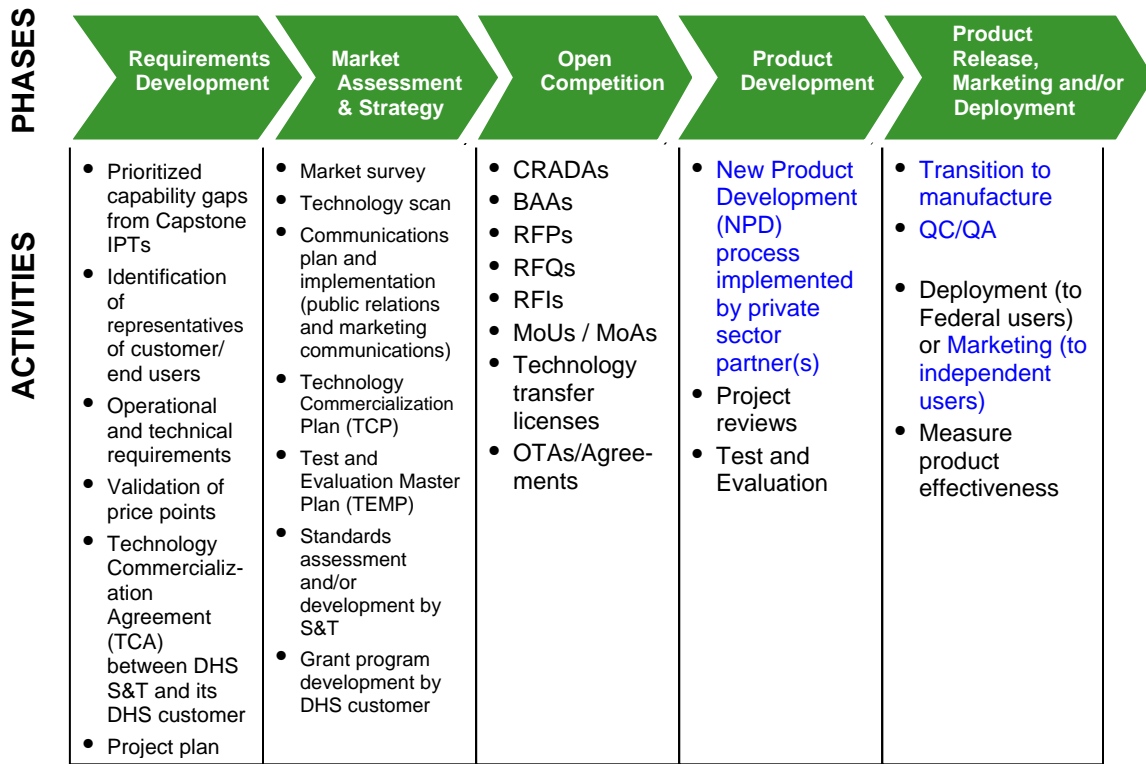 PHASES
Requirements
Development
Market
Assessment
& Strategy
Open
Competition
Product
Development
Product
Release,
Marketing and/or
Deployment
ACTIVITIES
• Prioritized
capability gaps
from Capstone
IPTs
• Identification
of
representatives
of customer/
end users
• Operational
and technical
requirements
• Validation of
price points
• Technology
Commercializ-
ation
Agreement
(TCA)
between DHS
S&T and its
DHS customer
• Project plan
• Market survey
• Technology scan
• Communications
plan and
implementation
(public relations
and marketing
communications)
• Technology
Commercialization
Plan (TCP)
• Test and
Evaluation Master
Plan (TEMP)
• Standards
assessment
and/or
development by
S&T
• Grant program
development by
DHS customer
• CRADAs
• BAAs
• RFPs
• RFQs
• RFIs
• MoUs / MoAs
• Technology
transfer
licenses
• OTAs/Agree-
ments
• New Product
Development
(NPD)
process
implemented
by private
sector
partner(s)
• Project
reviews
• Test and
Evaluation
• Transition to
manufacture
• QC/QA
• Deployment (to
Federal users)
or Marketing (to
independent
users)
• Measure
product
effectiveness